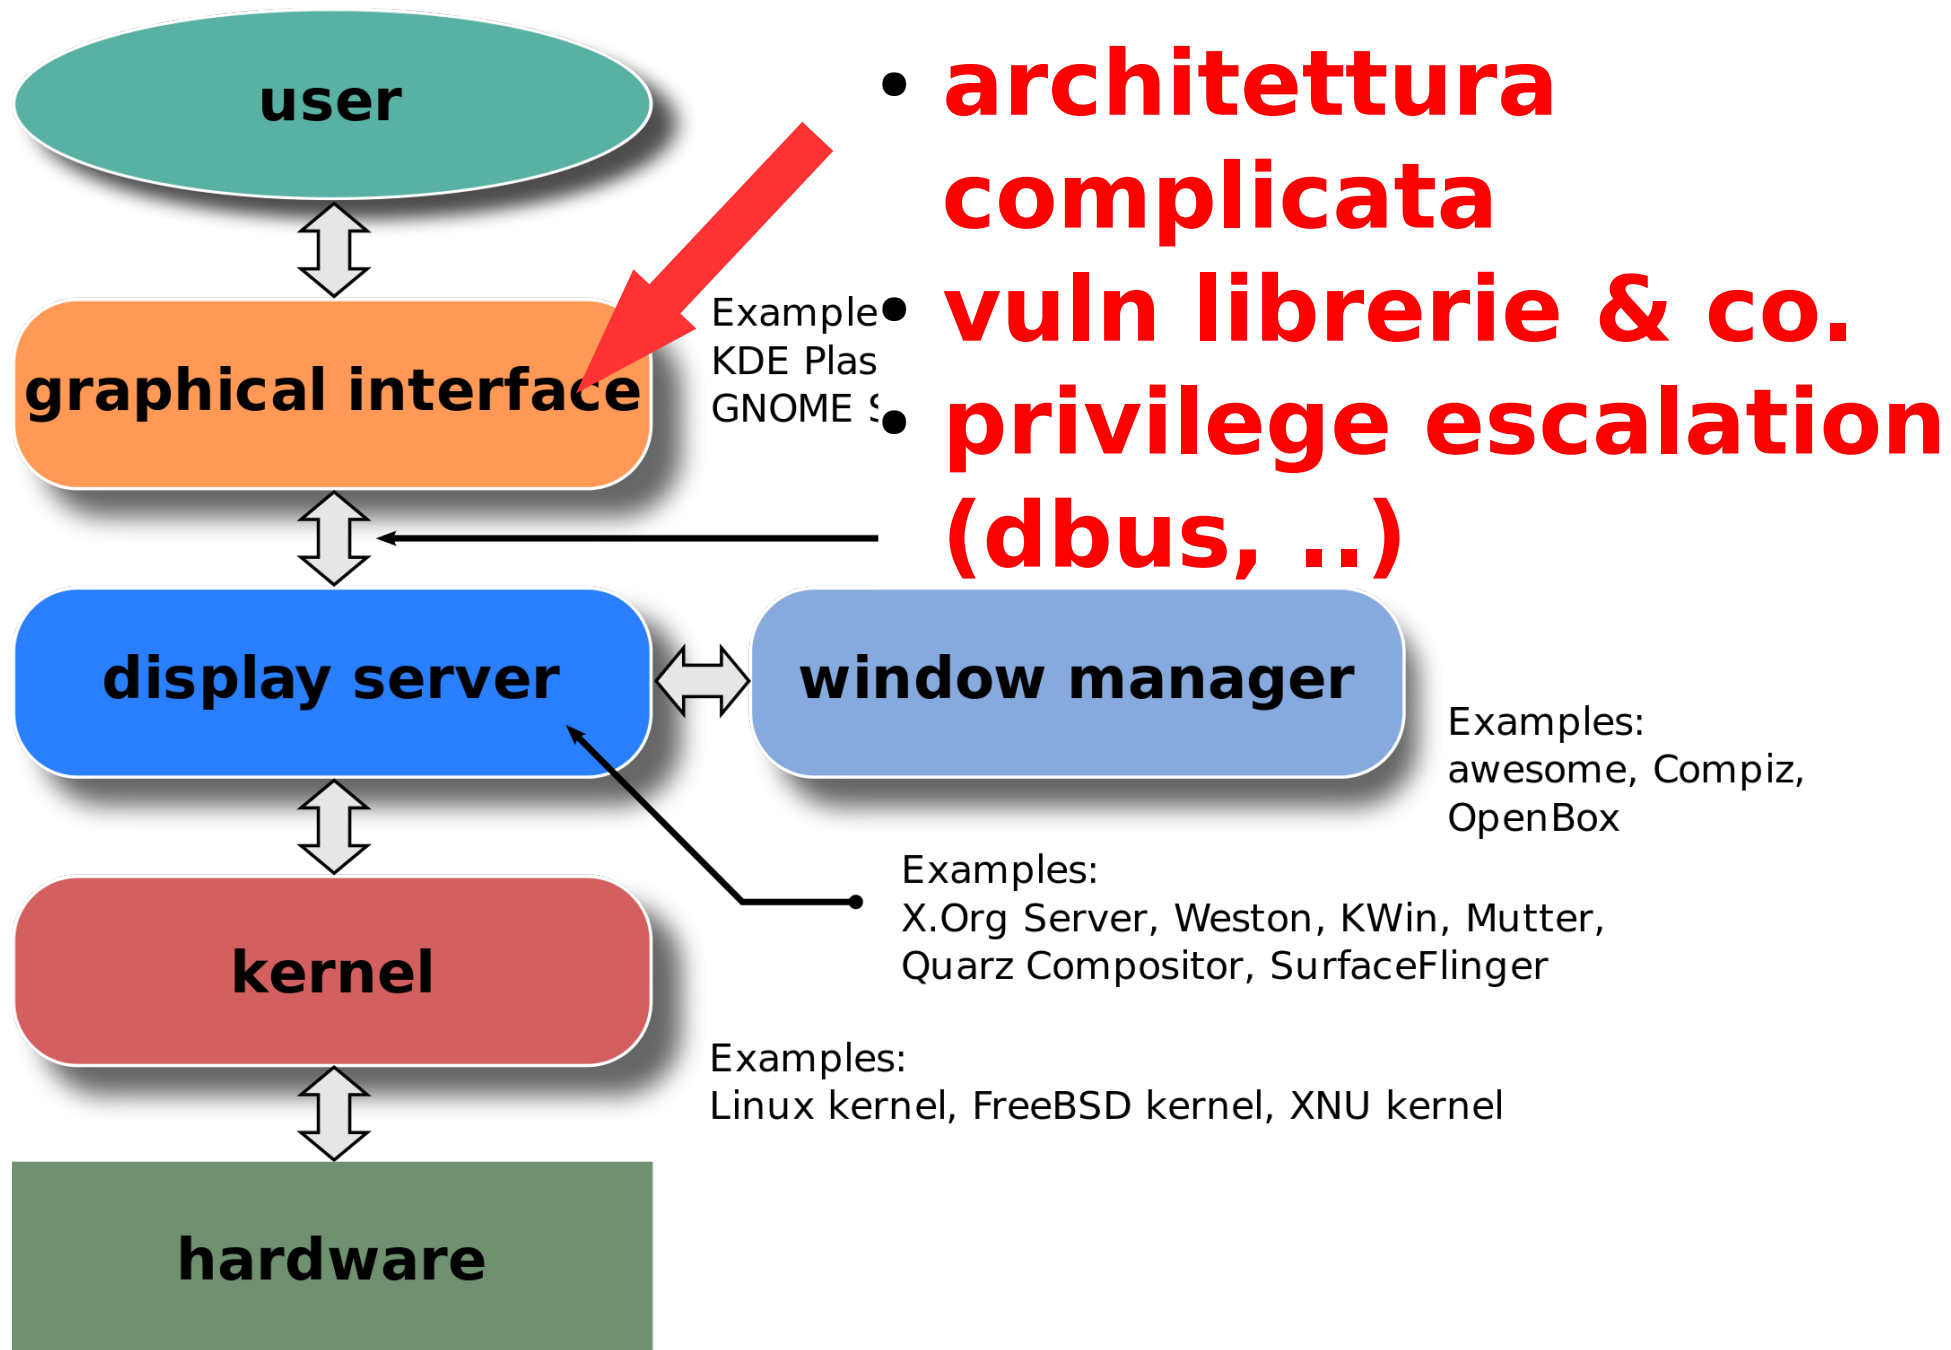 user
• architettura
complicata
• vuln librerie & co.
• privilege escalation
(dbus, ..)
graphical interface
Example
KDE Plas
GNOME
display server
window manager
Examples:
awesome, Compiz,
OpenBox
Examples:
X.Org Server, Weston, KWin, Mutter,
Quarz Compositor, SurfaceFlinger
kernel
Examples:
Linux kernel, FreeBSD kernel, XNU kernel
hardware